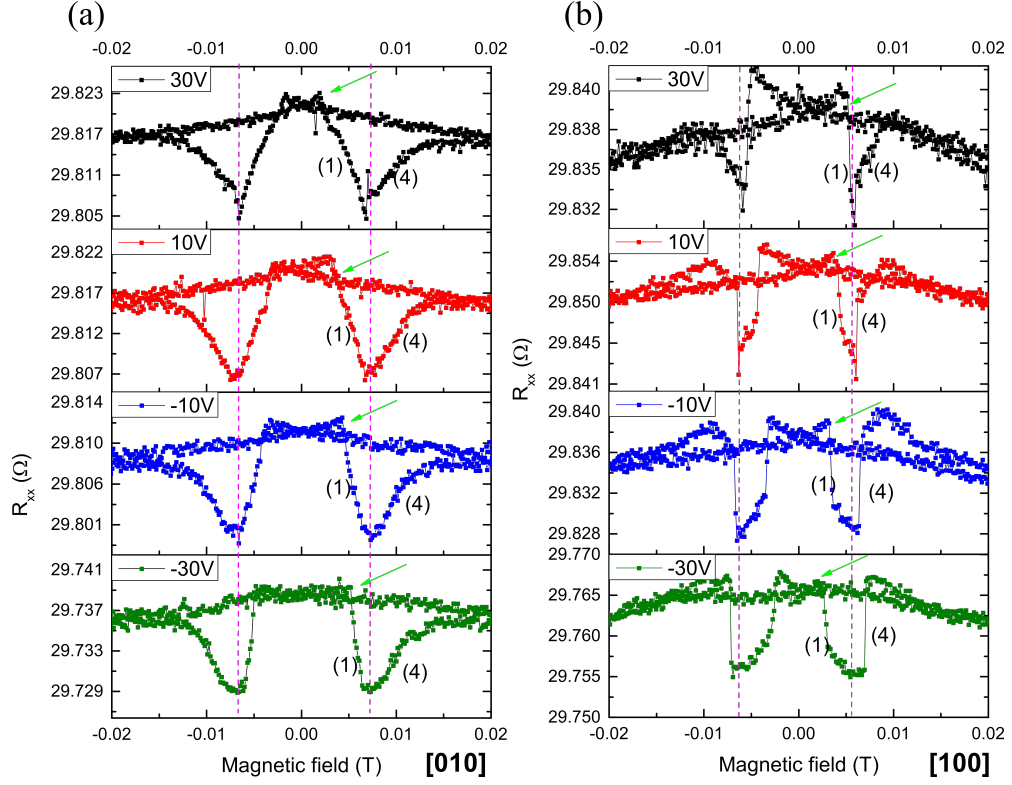 (a)
-0.02 -0.01 0.00 0.01 0.02
30V
29.823
29.817
29.811
29.805
(1) (4)
10V
29.822
29.817
29.812
29.807
(1) (4)
-10V
29.814
29.810
29.806
29.801
(1) (4)
-30V
29.741
29.737
29.733
29.729
(1) (4)
Rxx (Ω)
-0.02 -0.01 0.00 0.01 0.02
Magnetic field (T) [010]
(b)
-0.02 -0.01 0.00 0.01 0.02
30V
29.840
29.838
29.835
29.832
(1) (4)
10V
29.854
29.850
29.845
29.841
(1) (4)
-10V
29.840
29.836
29.832
29.828
(1) (4)
-30V
29.770
29.765
29.760
29.755
29.750
(1) (4)
Rxx (Ω)
-0.02 -0.01 0.00 0.01 0.02
Magnetic field (T) [100]